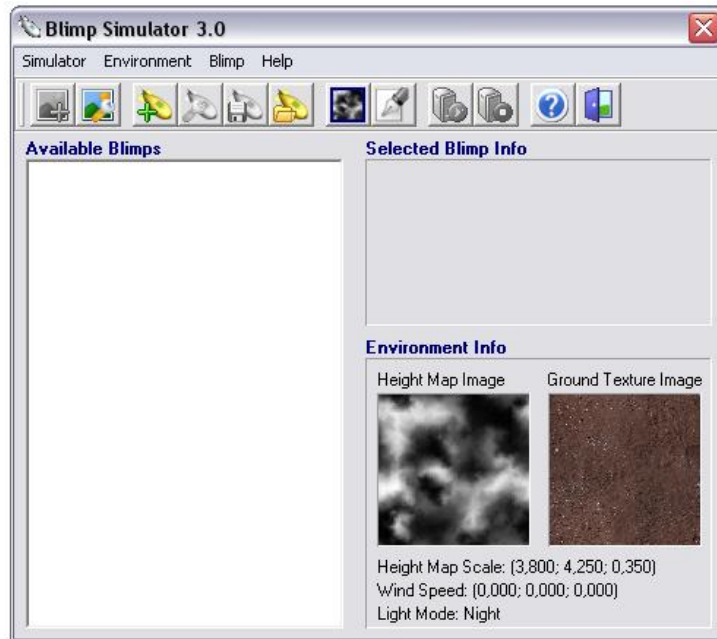 Blimp Simulator 3.0
Simulator Environment Blimp Help
Available Blimps
Selected Blimp Info
Environment Info
Height Map Image Ground Texture Image
Height Map Scale: (3,800; 4,250; 0,350)
Wind Speed: (0,000; 0,000; 0,000)
Light Mode: Night